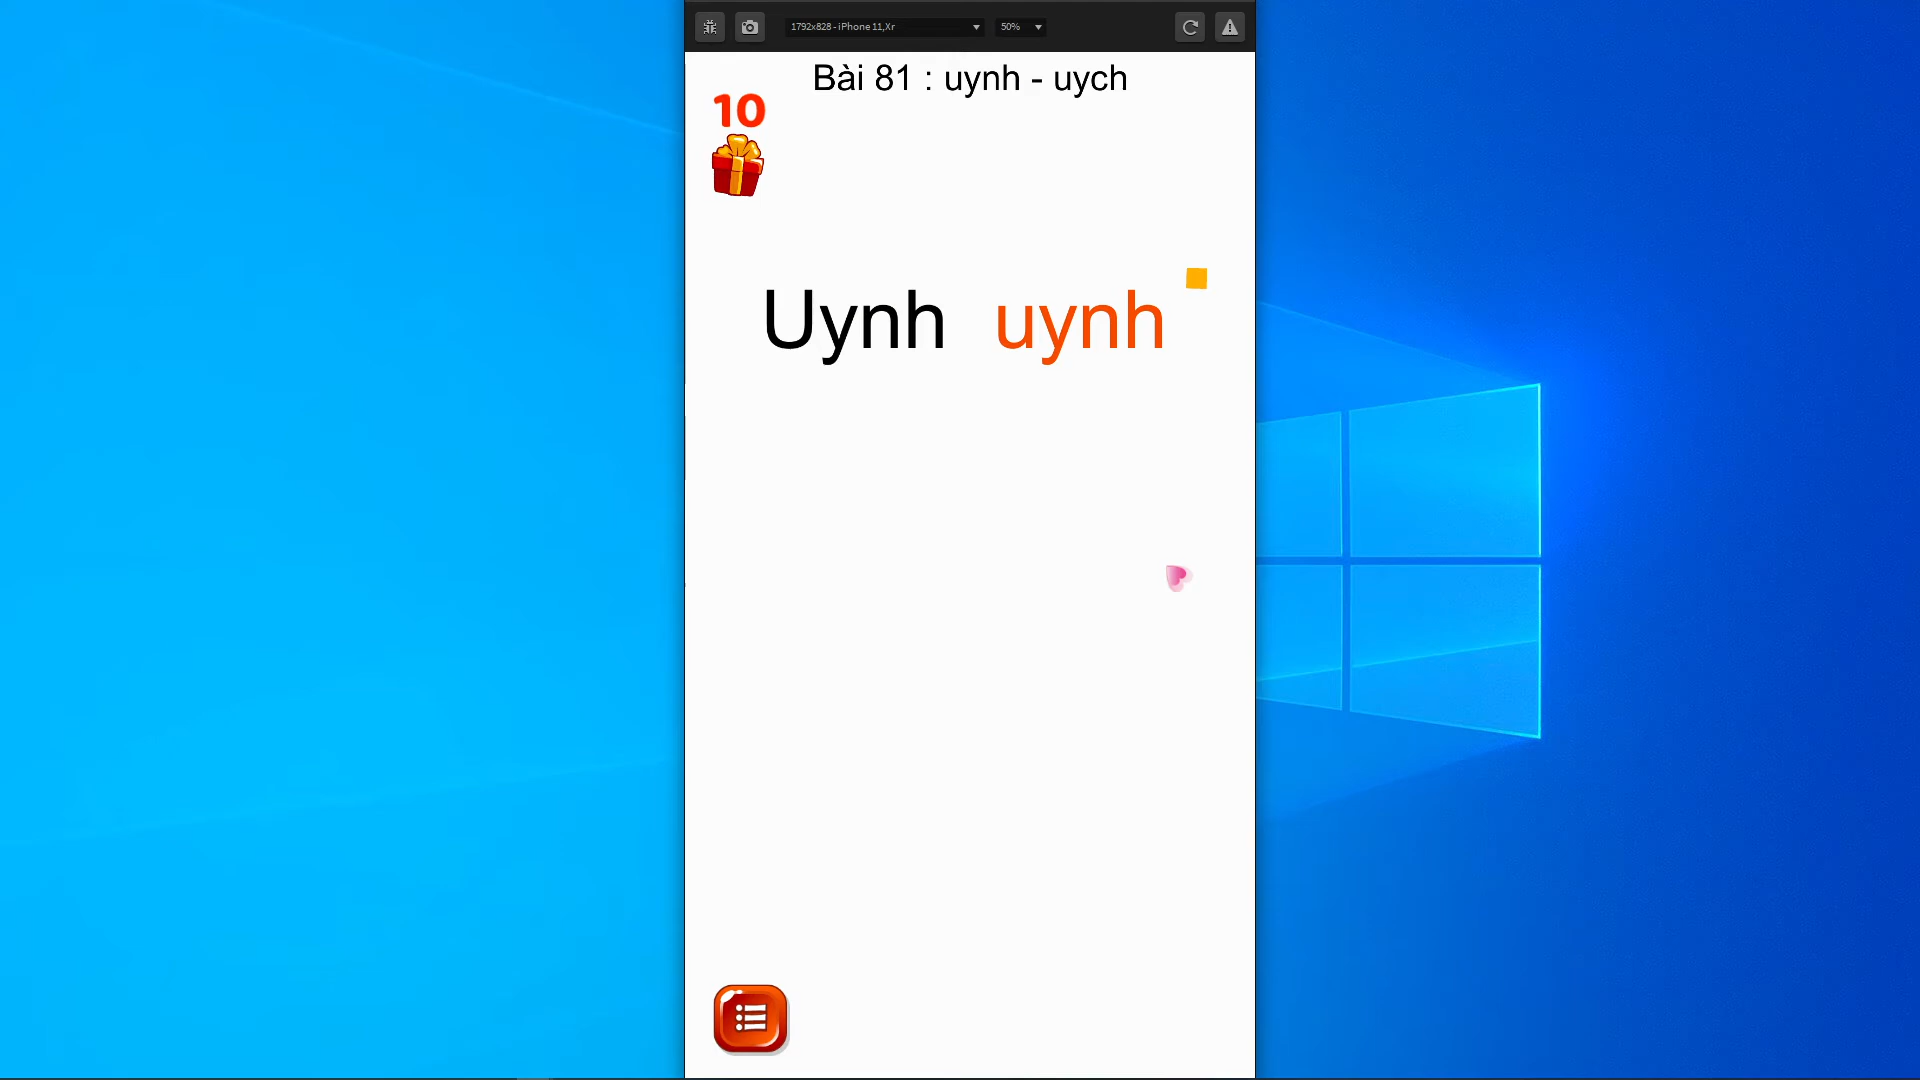 1792x828 - iPhone 11,Xr 50%
Bài 81 : uynh - uych
10
Uynh uynh